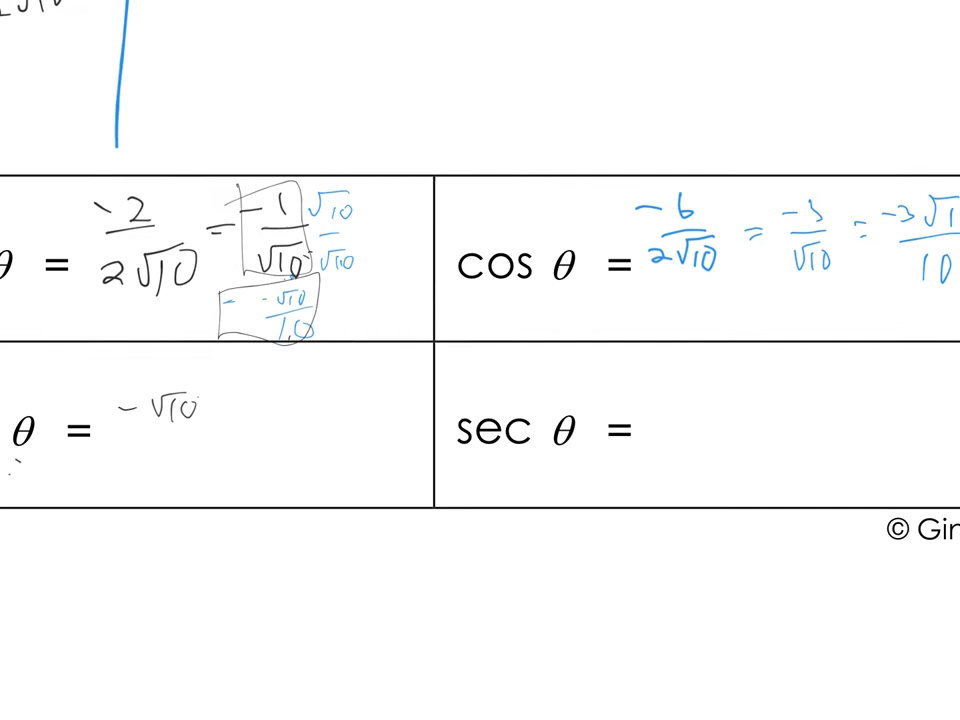 θ = -2/2√10 = -1/√10 √10/√10
- -√10/10
cos θ = -6/2√10 = -3/√10 = -3√1/10
θ = -√10
sec θ =
© Gin